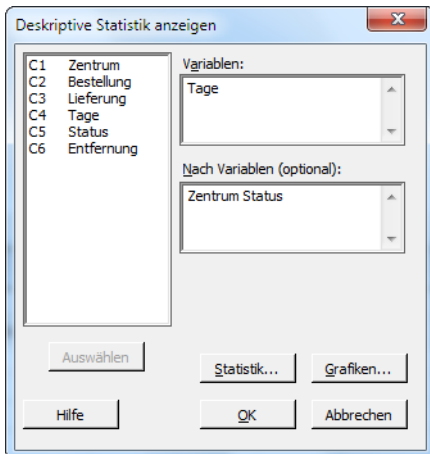 Deskriptive Statistik anzeigen
C1 Zentrum
C2 Bestellung
C3 Lieferung
C4 Tage
C5 Status
C6 Entfernung
Variablen:
Tage
Nach Variablen (optional):
Zentrum Status
Auswählen
Statistik...
Grafiken...
Hilfe
OK
Abbrechen